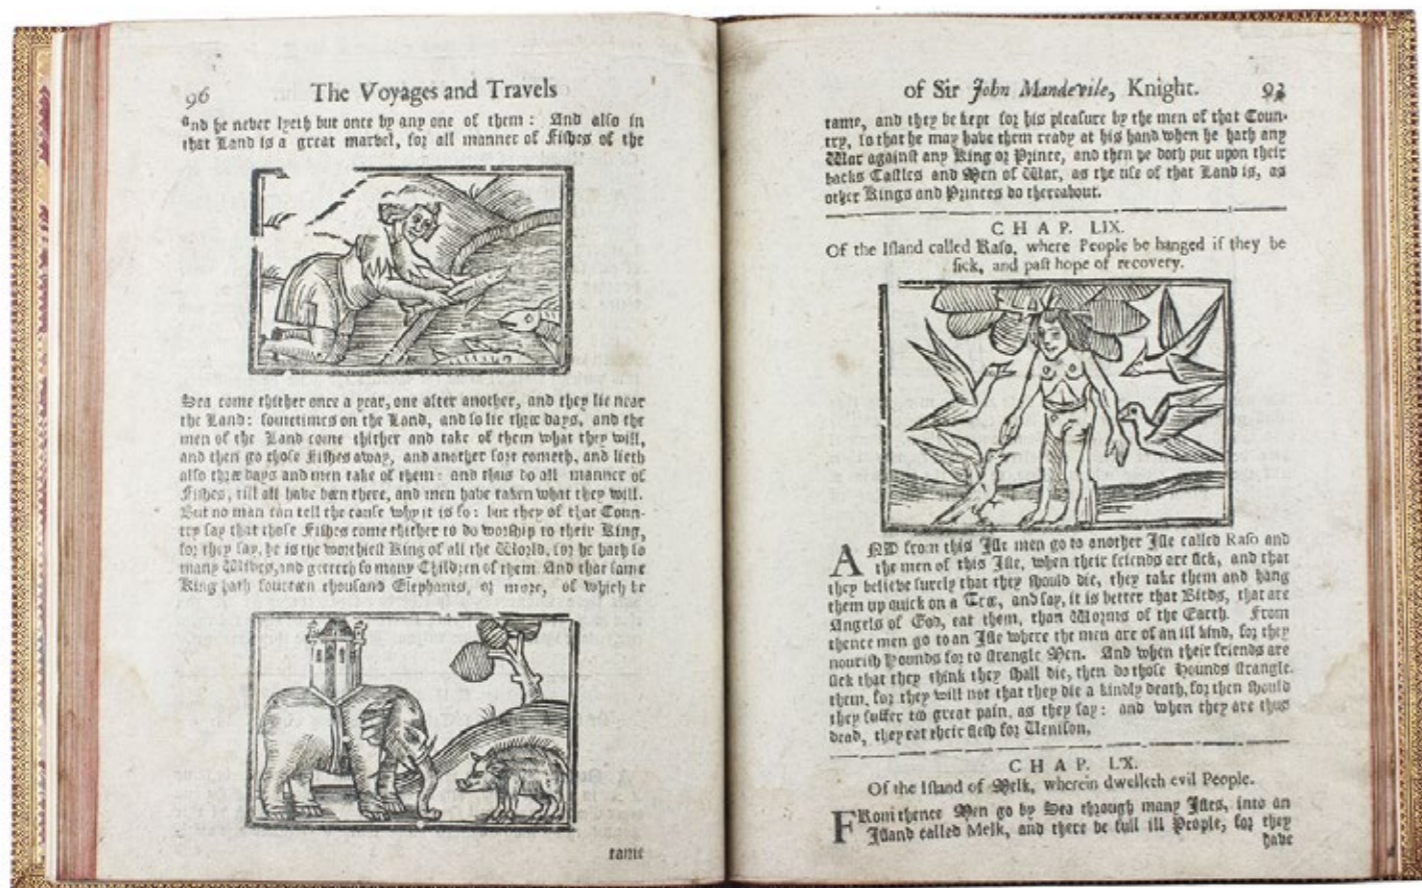 96 The Voyages and Travels
and he never lyeth but once by any one of them : And also in
that Land is a great marvel, for all manner of Fishes of the
Sea come thither once a year, one after another, and they lie near
the Land: sometimes on the Land, and so lie three days, and the
men of the Land come thither and take of them what they will,
and then go those Fishes away, and another sort cometh, and lieth
also three days and men take of them: and thus do all manner of
Fishes, till all have been there, and men have taken what they will.
But no man can tell the cause why it is so: but they of that Coun-
try say that those Fishes come thither to do worship to their King,
for they say, he is the worthiest King of all the World, for he hath so
many Wives, and getteth so many Children of them. And that same
King hath fourteen thousand Elephants, or more, of which he
tame
of Sir John Mandevile, Knight. 93
tame, and they be kept for his pleasure by the men of that Coun-
try, so that he may have them ready at his hand when he hath any
War against any King or Prince, and then he doth put upon their
backs Castles and Men of War, as the use of that Land is, as
other Kings and Princes do thereabout.
CHAP. LIX.
Of the Island called Raso, where People be hanged if they be
sick, and past hope of recovery.
AND from this Isle men go to another Isle called Raso and
the men of this Isle, when their friends are sick, and that
they believe surely that they should die, they take them and hang
them up quick on a Tree, and say, it is better that Birds, that are
Angels of God, eat them, than Worms of the Earth. From
thence men go to an Isle where the men are of an ill kind, for they
nourish Hounds for to strangle Men. And when their friends are
sick that they think they shall die, then do those Hounds strangle
them, for they will not that they die a kindly death, for then should
they suffer too great pain, as they say: and when they are thus
dead, they eat their flesh for Venison.
CHAP. LX.
Of the Island of Melk, wherein dwelleth evil People.
From thence Men go by Sea through many Isles, into an
Island called Melk, and there be full ill People, for they
have